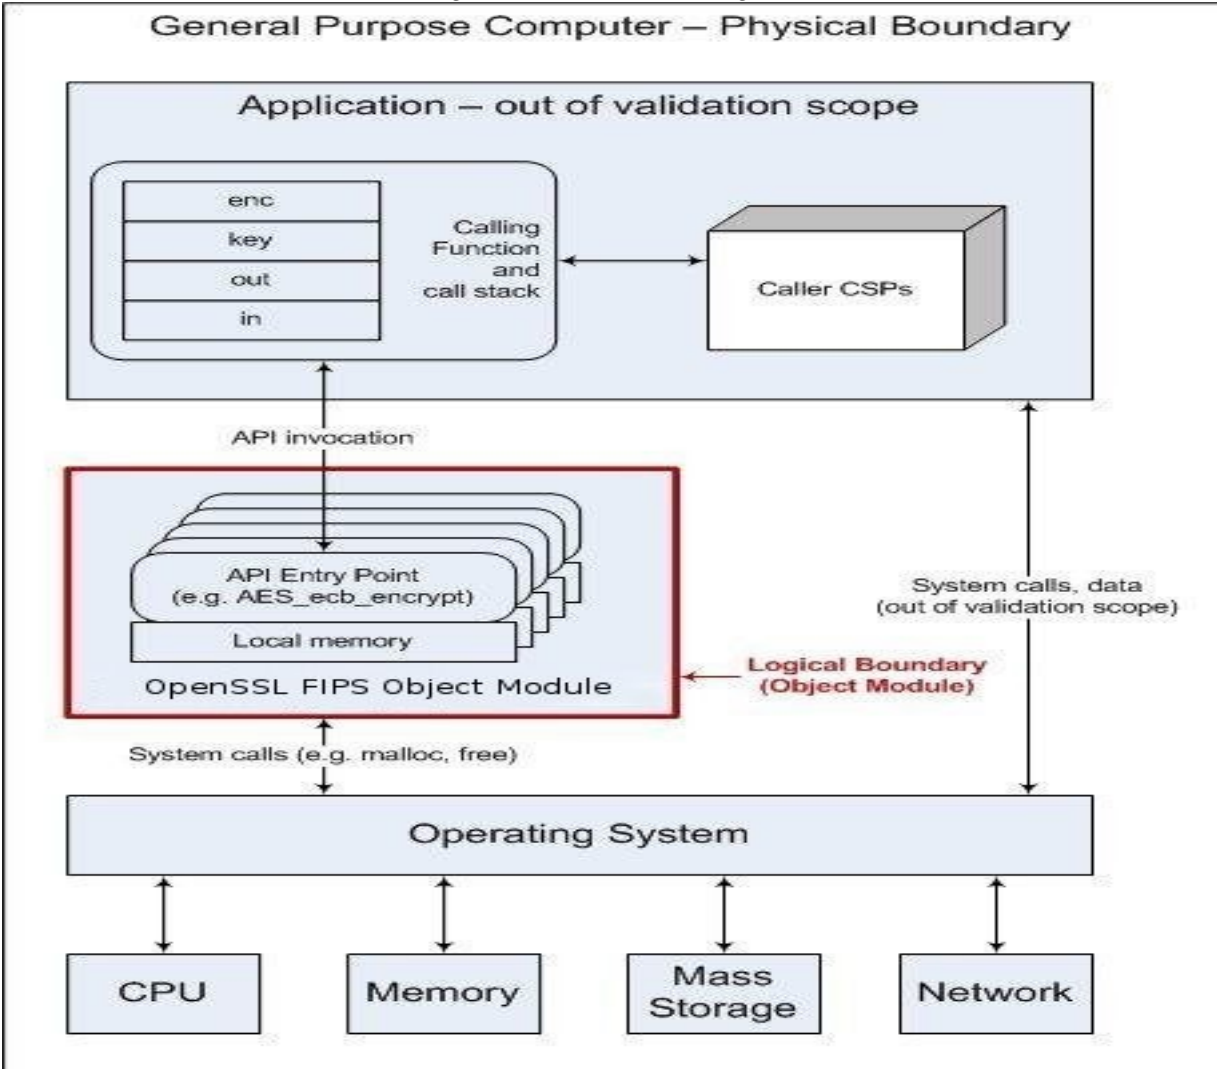 General Purpose Computer – Physical Boundary
Application – out of validation scope
enc
key
out
in
Calling
Function
and
call stack
Caller CSPs
API invocation
API Entry Point
(e.g. AES_ecb_encrypt)
Local memory
OpenSSL FIPS Object Module
System calls, data
(out of validation scope)
Logical Boundary
(Object Module)
System calls (e.g. malloc, free)
Operating System
CPU
Memory
Mass
Storage
Network